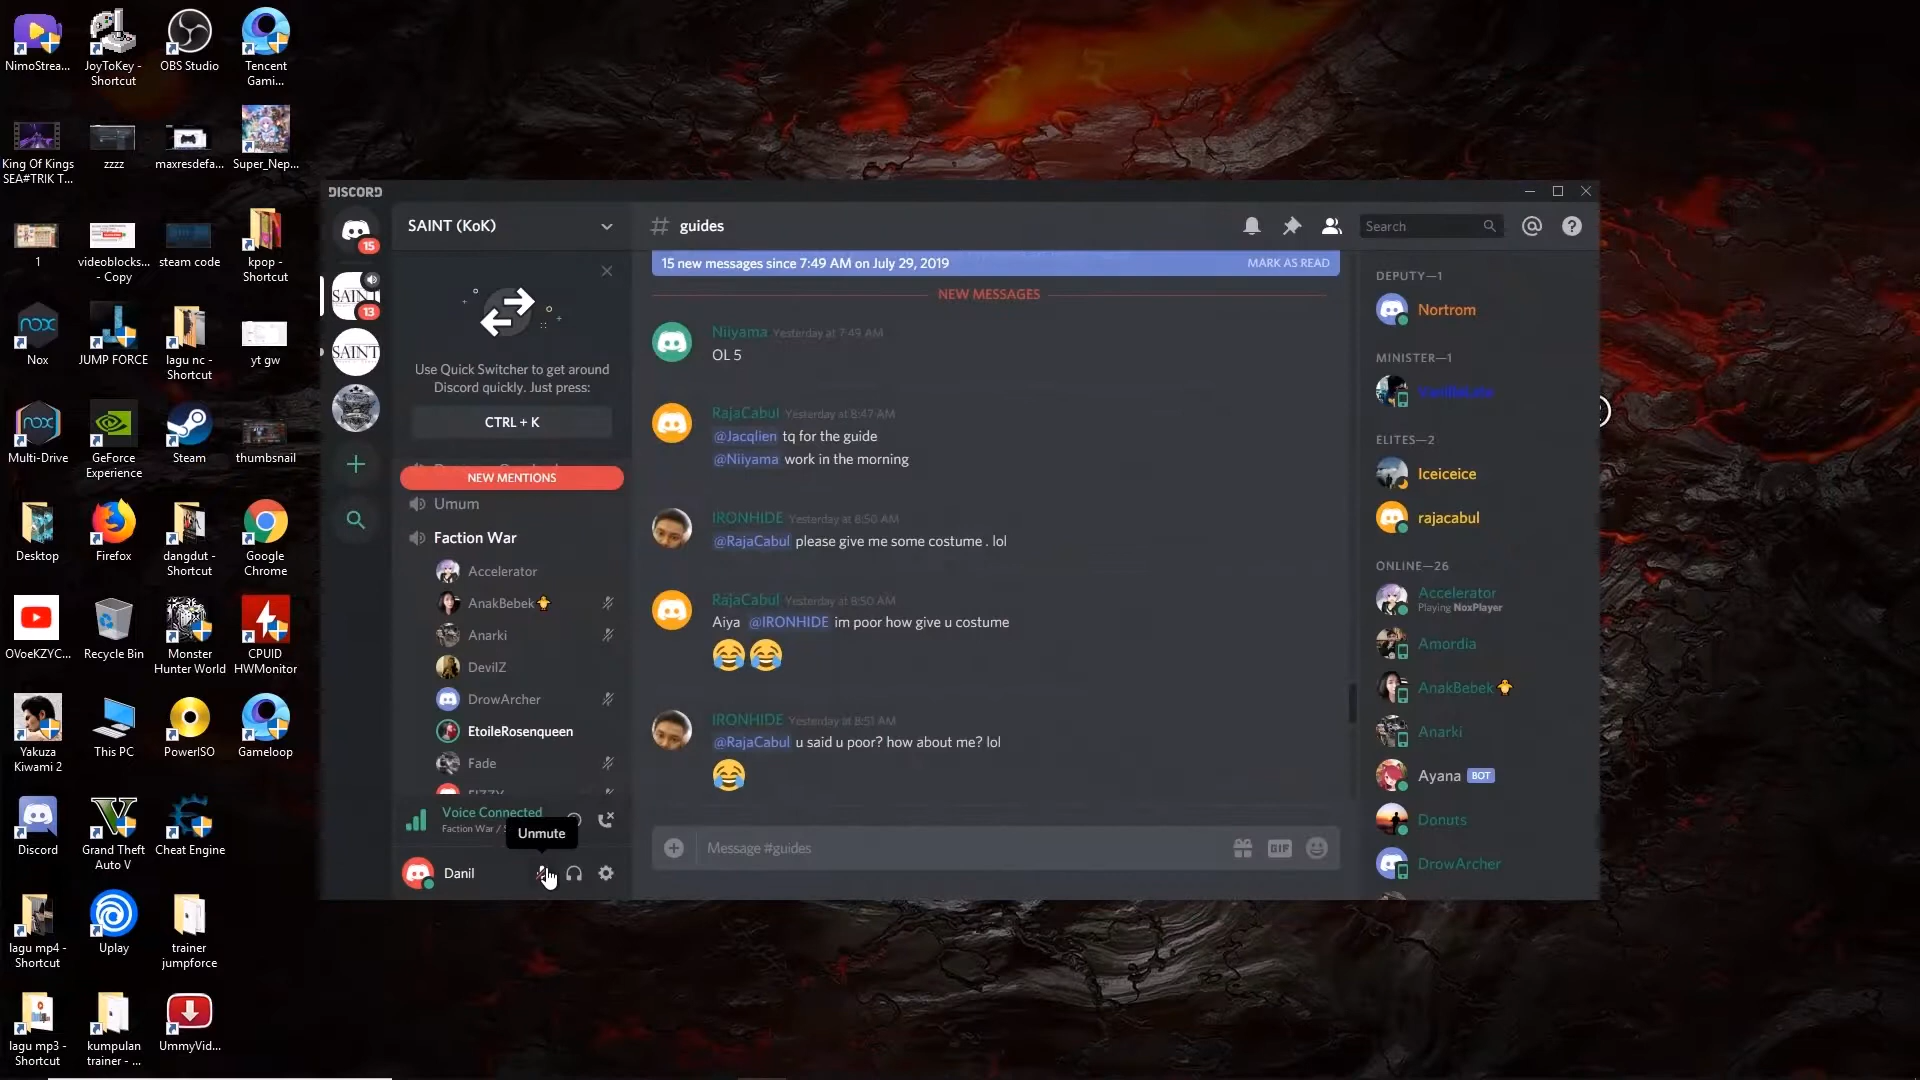 NimoStrea...
JoyToKey -
Shortcut
OBS Studio
Tencent
Gami...
King Of Kings
SEA#TRIK T...
zzzz
maxresdefa...
Super_Nep...
1
videoblocks...
- Copy
steam code
kpop -
Shortcut
Nox
JUMP FORCE
lagu nc -
Shortcut
yt gw
Multi-Drive
GeForce
Experience
Steam
thumbsnail
Desktop
Firefox
dangdut -
Shortcut
Google
Chrome
OVoeKZYC...
Recycle Bin
Monster
Hunter World
CPUID
HWMonitor
Yakuza
Kiwami 2
This PC
PowerISO
Gameloop
Discord
Grand Theft
Auto V
Cheat Engine
lagu mp4 -
Shortcut
Uplay
trainer
jumpforce
lagu mp3 -
Shortcut
kumpulan
trainer - ...
UmmyVid...
DISCORD
15
SAINT
13
SAINT
SAINT (KoK)
Use Quick Switcher to get around
Discord quickly. Just press:
CTRL + K
NEW MENTIONS
Umum
Faction War
Accelerator
AnakBebek
Anarki
DevilZ
DrowArcher
EtoileRosenqueen
Fade
FIZZY
Voice Connected
Faction War /
Unmute
Danil
# guides
Search
15 new messages since 7:49 AM on July 29, 2019
MARK AS READ
NEW MESSAGES
Niiyama Yesterday at 7:49 AM
OL 5
RajaCabul Yesterday at 8:47 AM
@Jacqlien tq for the guide
@Niiyama work in the morning
IRONHIDE Yesterday at 8:50 AM
@RajaCabul please give me some costume . lol
RajaCabul Yesterday at 8:50 AM
Aiya @IRONHIDE im poor how give u costume
😂😂
IRONHIDE Yesterday at 8:51 AM
@RajaCabul u said u poor? how about me? lol
😂
Message #guides
GIF
DEPUTY—1
Nortrom
MINISTER—1
ELITES—2
Iceiceice
rajacabul
ONLINE—26
Accelerator
Playing NoxPlayer
Amordia
AnakBebek
Anarki
Ayana BOT
Donuts
DrowArcher